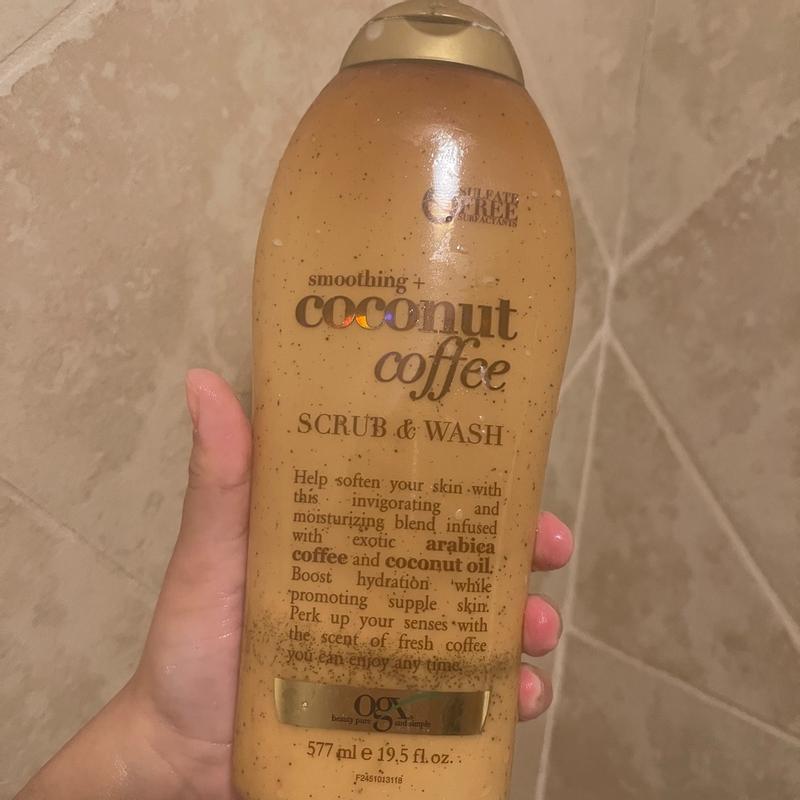 SULFATE
FREE
SURFACTANTS
smoothing +
coconut
coffee
SCRUB & WASH
Help soften your skin with
this invigorating and
moisturizing blend infused
with exotic arabica
coffee and coconut oil.
Boost hydration while
promoting supple skin.
Perk up your senses with
the scent of fresh coffee
you can enjoy any time.
ogx
beauty pure and simple
577 ml e 19,5 fl.oz.
F2451013118